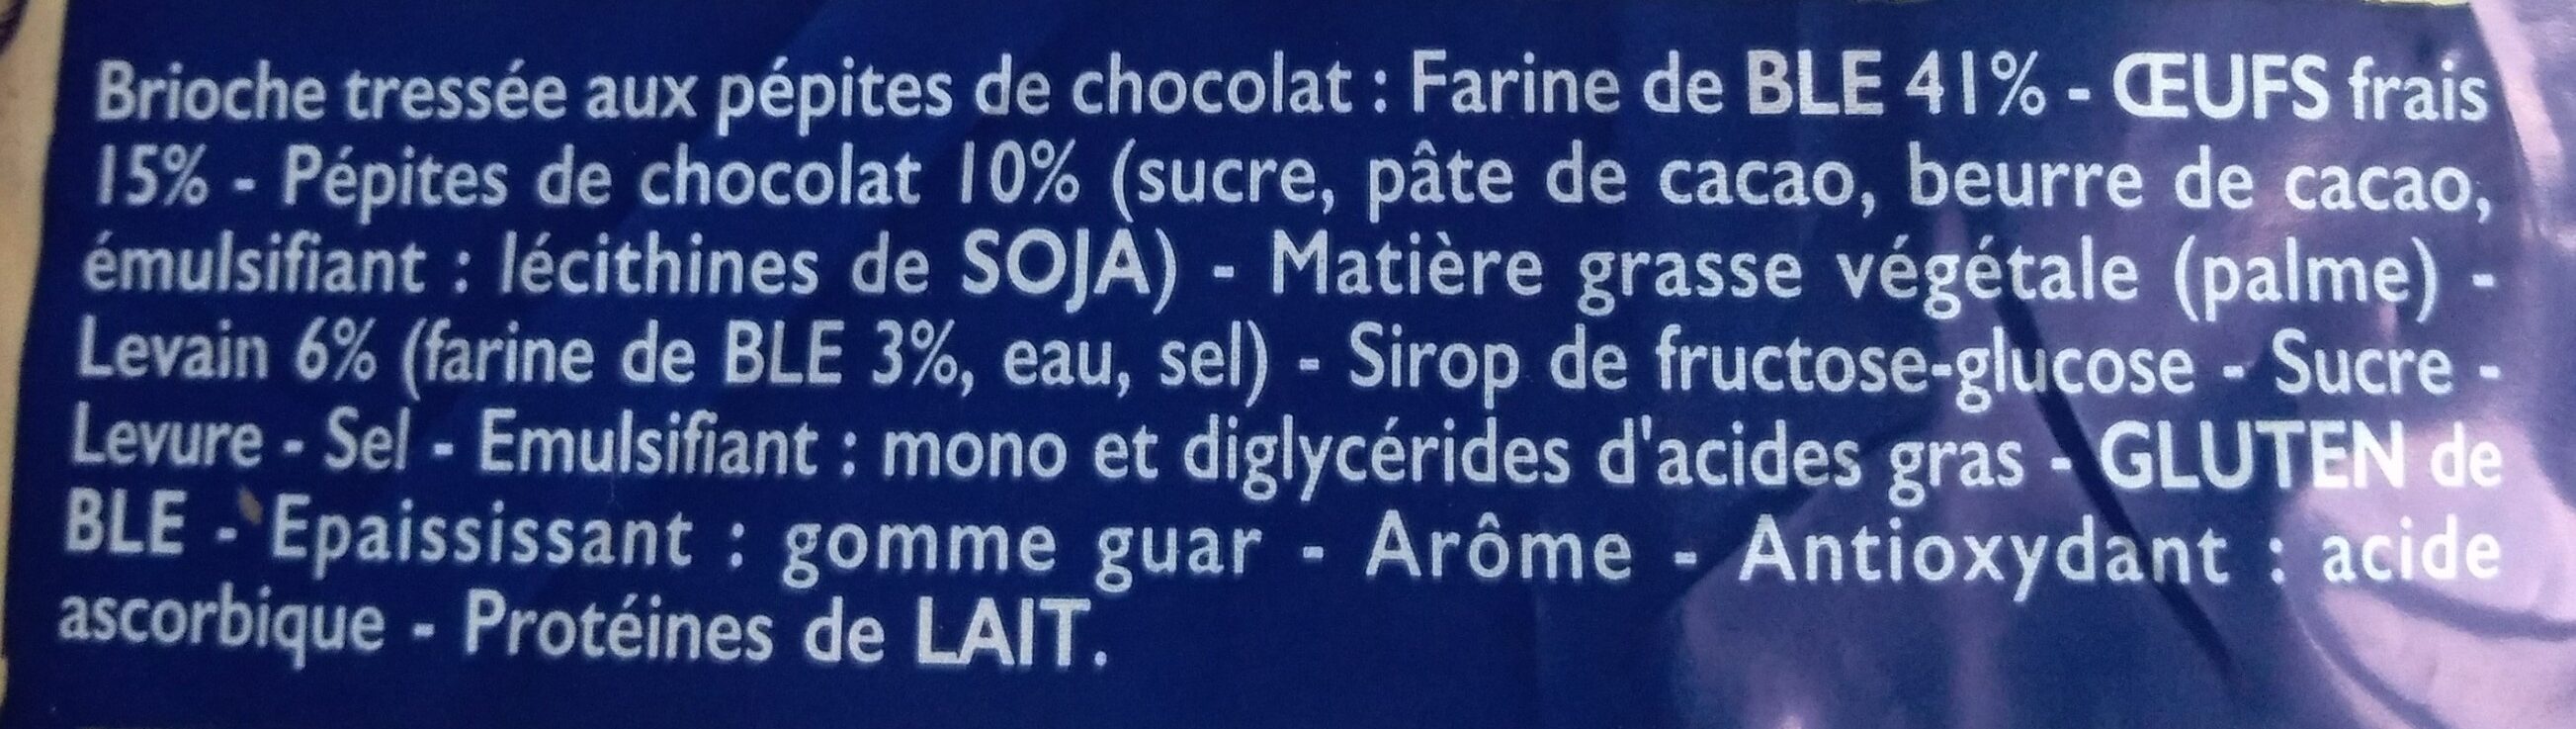 Brioche tressée aux pépites de chocolat : Farine de BLE 41% - ŒUFS frais
15% - Pépites de chocolat 10% (sucre, pâte de cacao, beurre de cacao,
émulsifiant : lécithines de SOJA) - Matière grasse végétale (palme) -
Levain 6% (farine de BLE 3%, eau, sel) - Sirop de fructose-glucose - Sucre -
Levure - Sel - Emulsifiant : mono et diglycérides d'acides gras - GLUTEN de
BLE - Epaississant : gomme guar - Arôme - Antioxydant : acide
ascorbique - Protéines de LAIT.